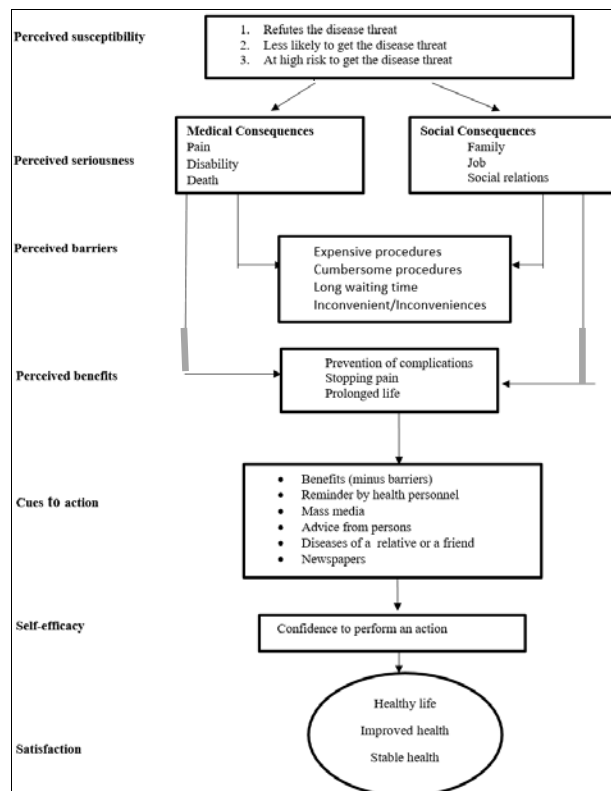 Perceived susceptibility
1. Refutes the disease threat
2. Less likely to get the disease threat
3. At high risk to get the disease threat
Perceived seriousness
Medical Consequences
Pain
Disability
Death
Social Consequences
Family
Job
Social relations
Perceived barriers
Expensive procedures
Cumbersome procedures
Long waiting time
Inconvenient/Inconveniences
Perceived benefits
Prevention of complications
Stopping pain
Prolonged life
Cues to action
• Benefits (minus barriers)
• Reminder by health personnel
• Mass media
• Advice from persons
• Diseases of a relative or a friend
• Newspapers
Self-efficacy
Confidence to perform an action
Satisfaction
Healthy life
Improved health
Stable health